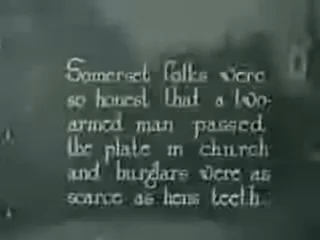 Somerset folks were
so honest that a two-
armed man passed
the plate in church
and burglars were as
scarce as hens teeth.